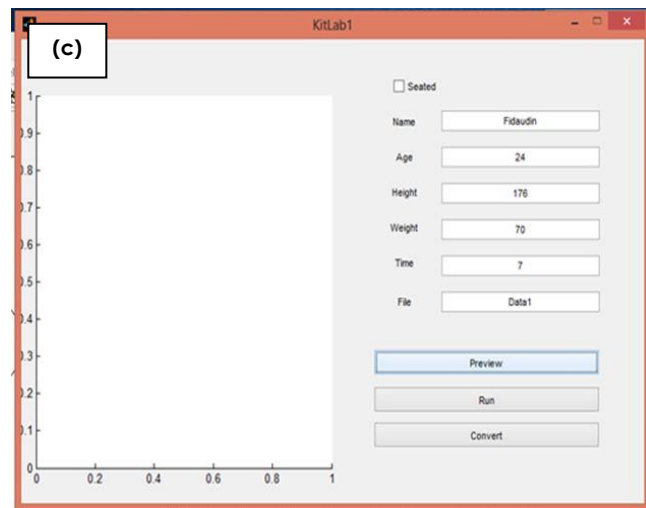 KitLab1
(c)
Seated
Name Fidaudin
Age 24
Height 176
Weight 70
Time 7
File Data1
Preview
Run
Convert
1
0.9
0.8
0.7
0.6
0.5
0.4
0.3
0.2
0.1
0
0 0.2 0.4 0.6 0.8 1